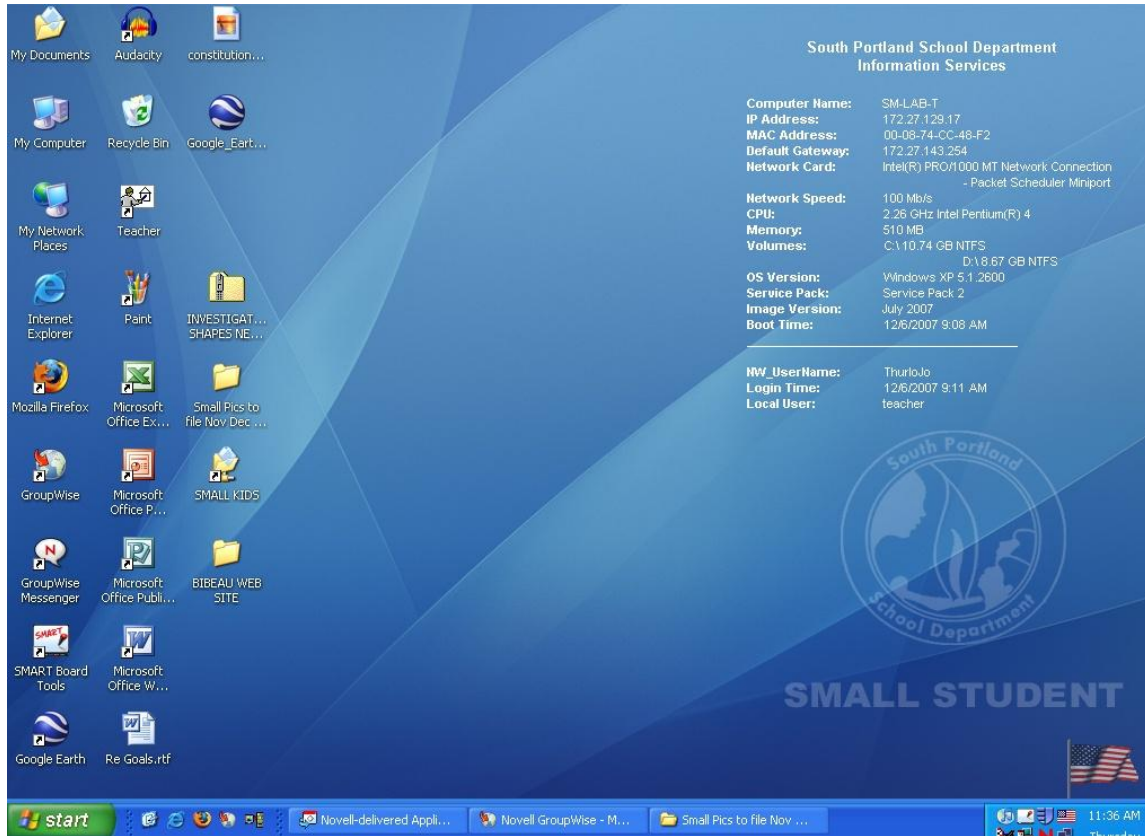 My Documents
Audacity
constitution...
My Computer
Recycle Bin
Google_Eart...
My Network
Places
Teacher
Internet
Explorer
Paint
INVESTIGAT...
SHAPES NE...
Mozilla Firefox
Microsoft
Office Ex...
Small Pics to
file Nov Dec ...
GroupWise
Microsoft
Office P...
SMALL KIDS
GroupWise
Messenger
Microsoft
Office Publi...
BIBEAU WEB
SITE
SMART
SMART Board
Tools
Microsoft
Office W...
Google Earth
Re Goals.rtf
South Portland School Department
Information Services
Computer Name: SM-LAB-T
IP Address: 172.27.129.17
MAC Address: 00-08-74-CC-48-F2
Default Gateway: 172.27.143.254
Network Card: Intel(R) PRO/1000 MT Network Connection
- Packet Scheduler Miniport
Network Speed: 100 Mb/s
CPU: 2.26 GHz Intel Pentium(R) 4
Memory: 510 MB
Volumes: C:\ 10.74 GB NTFS
D:\ 8.67 GB NTFS
OS Version: Windows XP 5.1.2600
Service Pack: Service Pack 2
Image Version: July 2007
Boot Time: 12/6/2007 9:08 AM
NW_UserName: ThurloJo
Login Time: 12/6/2007 9:11 AM
Local User: teacher
South Portland
School Department
SMALL STUDENT
start
Novell-delivered Appli...
Novell GroupWise - M...
Small Pics to file Nov ...
11:36 AM
Thursday